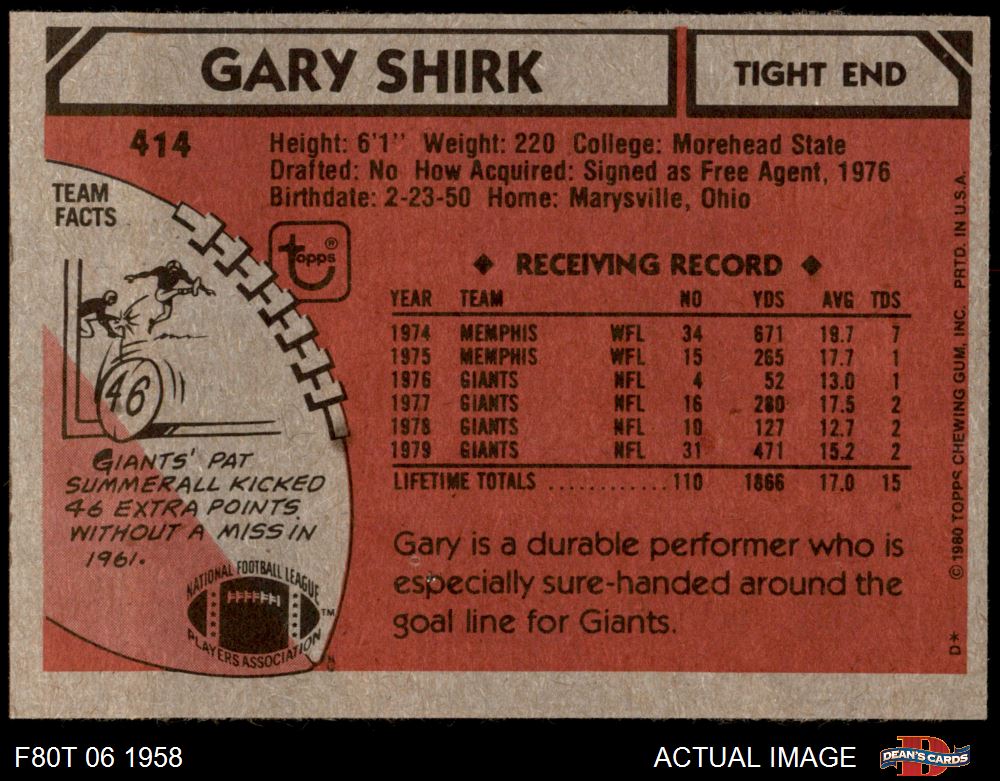 GARY SHIRK
TIGHT END
414
Height: 6'1" Weight: 220 College: Morehead State
Drafted: No How Acquired: Signed as Free Agent, 1976
Birthdate: 2-23-50 Home: Marysville, Ohio
TEAM
FACTS
topps®
46
GIANTS' PAT
SUMMERALL KICKED
46 EXTRA POINTS
WITHOUT A MISS IN
1961.
NATIONAL FOOTBALL LEAGUE
PLAYERS ASSOCIATION
TM
◆ RECEIVING RECORD ◆
YEAR TEAM NO YDS AVG TDS
1974 MEMPHIS WFL 34 671 19.7 7
1975 MEMPHIS WFL 15 265 17.7 1
1976 GIANTS NFL 4 52 13.0 1
1977 GIANTS NFL 16 280 17.5 2
1978 GIANTS NFL 10 127 12.7 2
1979 GIANTS NFL 31 471 15.2 2
LIFETIME TOTALS ............ 110 1866 17.0 15
Gary is a durable performer who is
especially sure-handed around the
goal line for Giants.
D* © 1980 TOPPS CHEWING GUM, INC. PRTD. IN U.S.A.
F80T 06 1958
ACTUAL IMAGE
DEAN'S CARDS